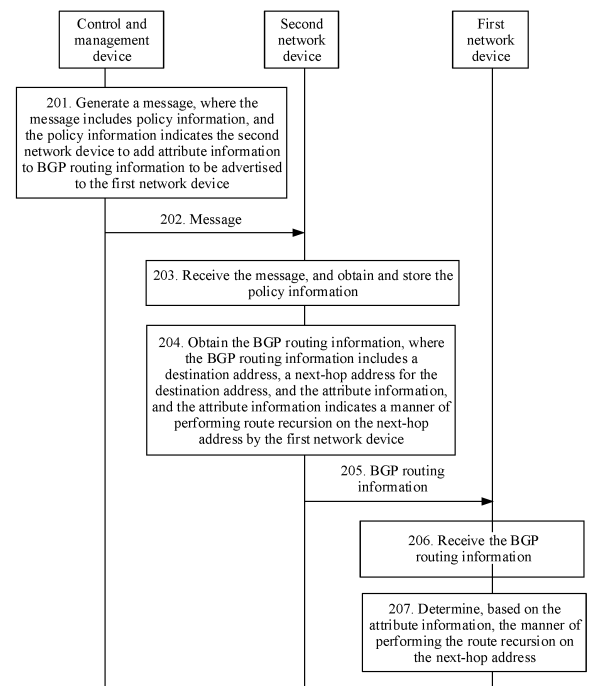 Control and
management
device
Second
network
device
First
network
device
201. Generate a message, where the
message includes policy information, and
the policy information indicates the second
network device to add attribute information
to BGP routing information to be advertised
to the first network device
202. Message
203. Receive the message, and obtain and store the
policy information
204. Obtain the BGP routing information, where
the BGP routing information includes a
destination address, a next-hop address for the
destination address, and the attribute information,
and the attribute information indicates a manner of
performing route recursion on the next-hop
address by the first network device
205. BGP routing
information
206. Receive the BGP
routing information
207. Determine, based on the
attribute information, the manner of
performing the route recursion on
the next-hop address